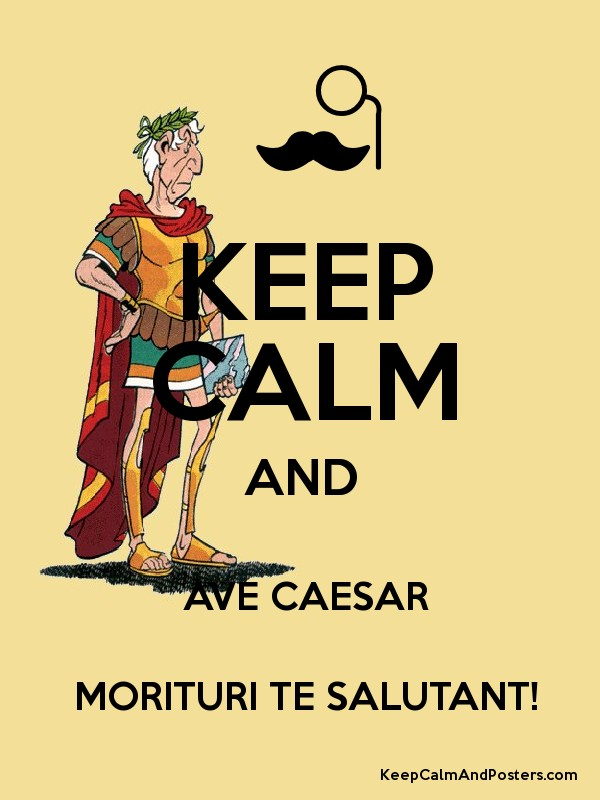 KEEP
CALM
AND
AVE CAESAR
MORITURI TE SALUTANT!
KeepCalmAndPosters.com